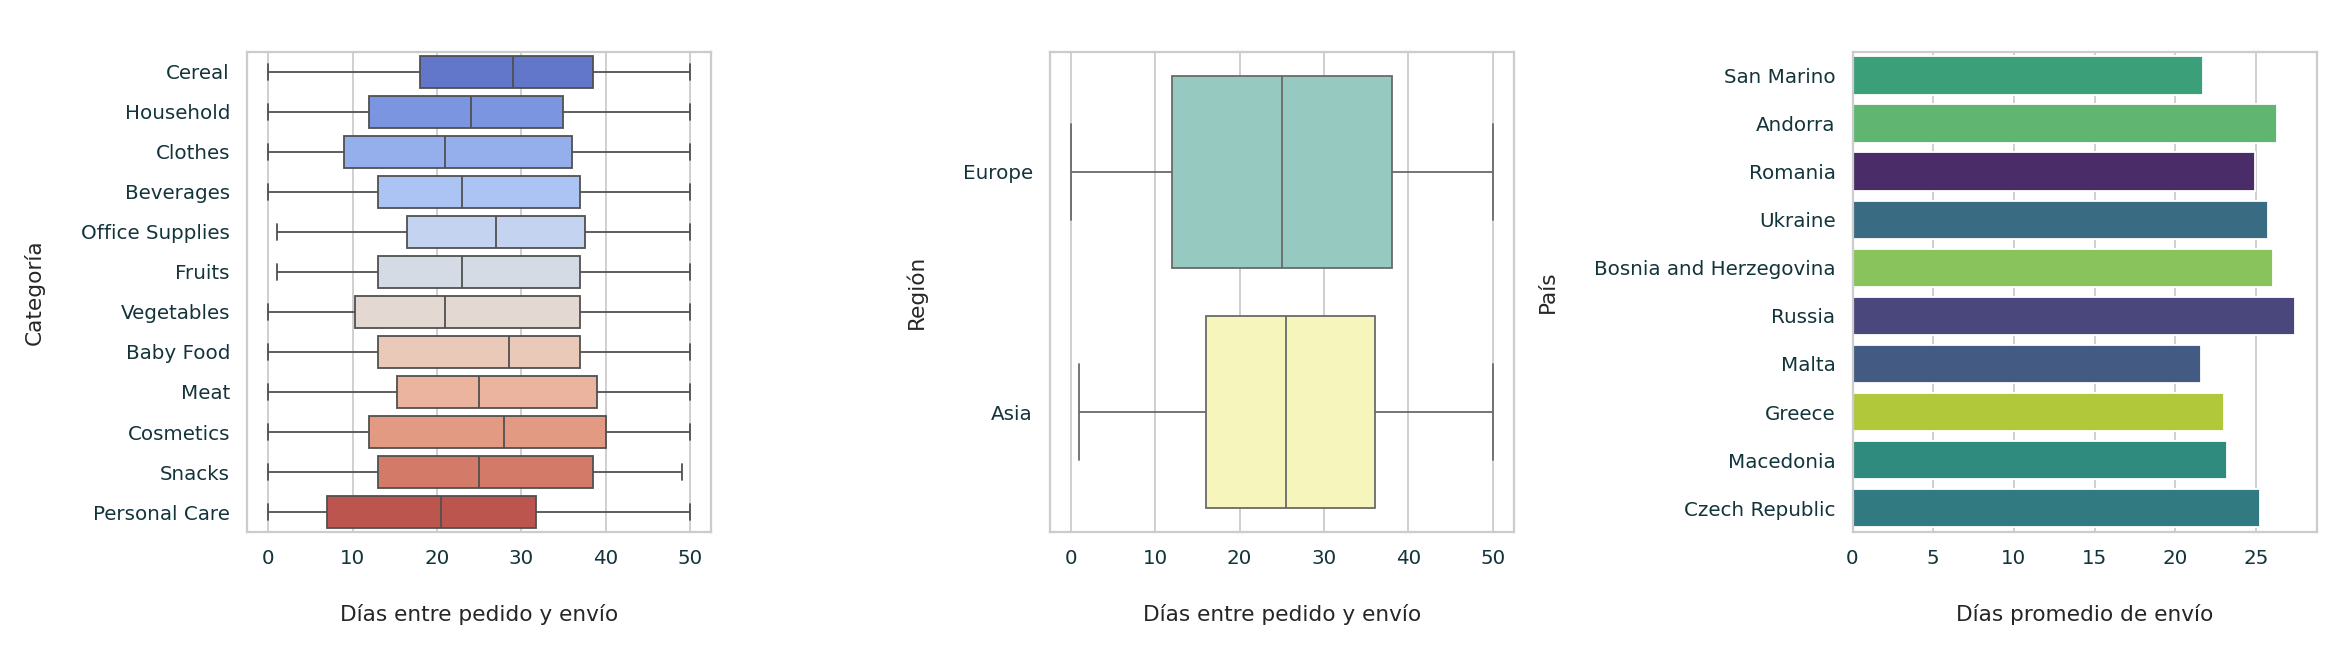 Categoría
Cereal
Household
Clothes
Beverages
Office Supplies
Fruits
Vegetables
Baby Food
Meat
Cosmetics
Snacks
Personal Care
0 10 20 30 40 50
Días entre pedido y envío
Región
Europe
Asia
0 10 20 30 40 50
Días entre pedido y envío
País
San Marino
Andorra
Romania
Ukraine
Bosnia and Herzegovina
Russia
Malta
Greece
Macedonia
Czech Republic
0 5 10 15 20 25
Días promedio de envío